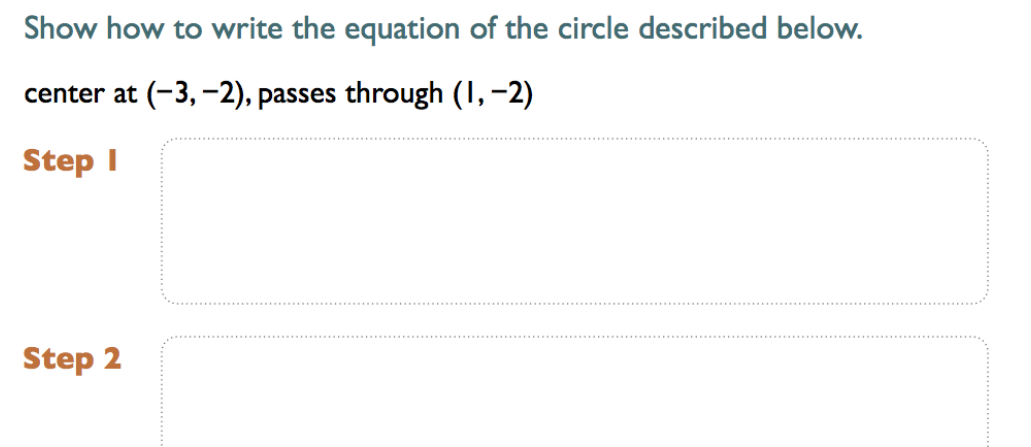 Show how to write the equation of the circle described below.
center at (−3, −2), passes through (1, −2)
Step 1
Step 2